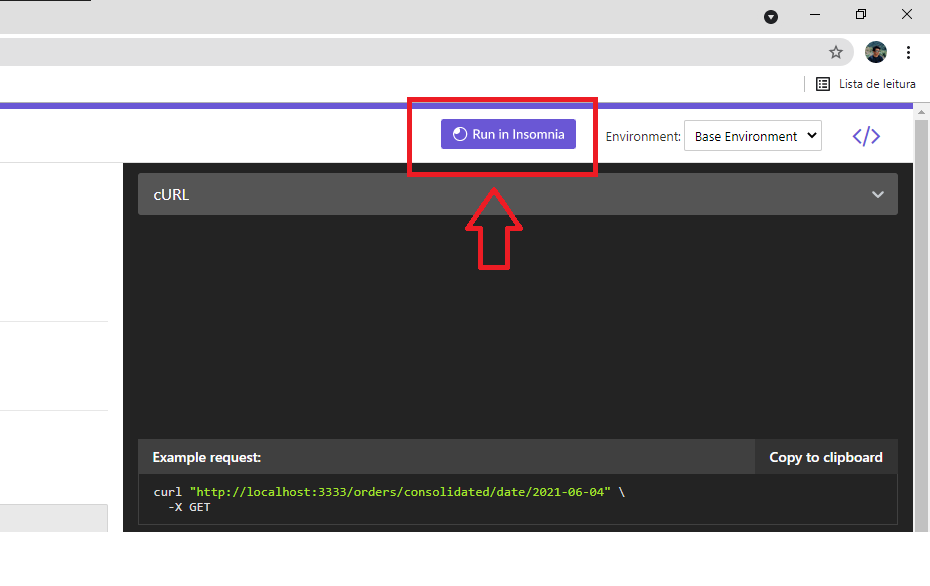 Lista de leitura
Run in Insomnia
Environment: Base Environment
cURL
Example request: Copy to clipboard
curl "http://localhost:3333/orders/consolidated/date/2021-06-04" \
-X GET